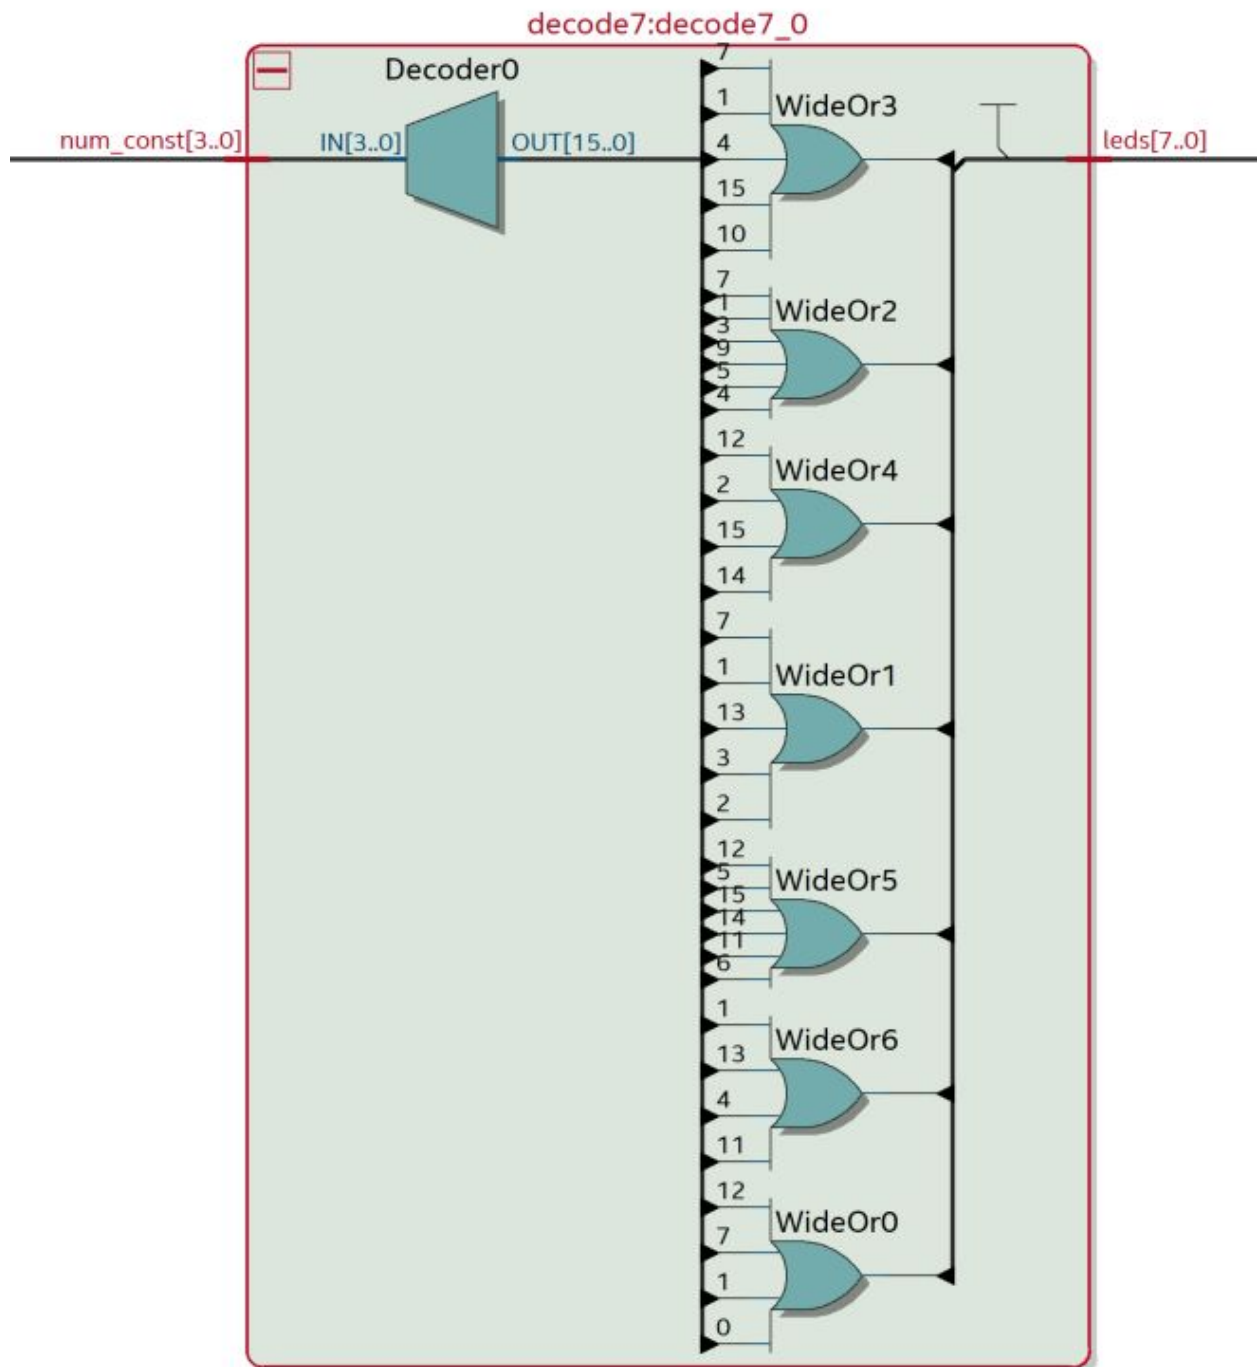 decode7:decode7_0
Decoder0
num_const[3..0]
IN[3..0]
OUT[15..0]
leds[7..0]
7
1
4
15
10
WideOr3
7
1
3
9
5
4
WideOr2
12
2
15
14
WideOr4
7
1
13
3
2
WideOr1
12
5
15
14
11
6
WideOr5
1
13
4
11
WideOr6
12
7
1
0
WideOr0